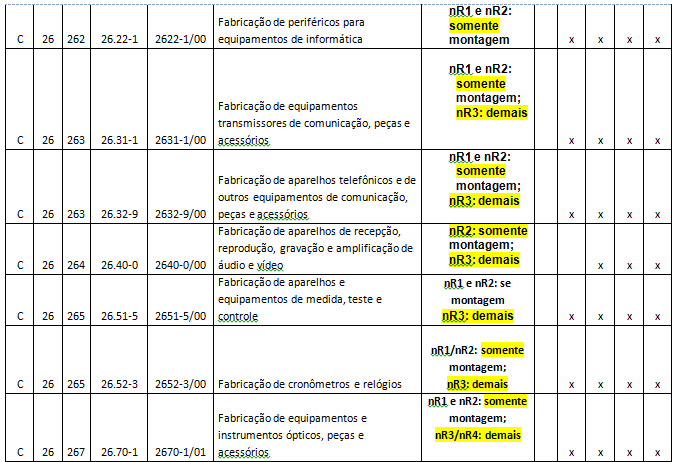 C 26 262 26.22-1 2622-1/00 Fabricação de periféricos para
equipamentos de informática
nR1 e nR2:
somente
montagem
x x x x
C 26 263 26.31-1 2631-1/00 Fabricação de equipamentos
transmissores de comunicação, peças e
acessórios
nR1 e nR2:
somente
montagem;
nR3: demais
x x x x
C 26 263 26.32-9 2632-9/00 Fabricação de aparelhos telefônicos e de
outros equipamentos de comunicação,
peças e acessórios
nR1 e nR2:
somente
montagem;
nR3: demais
x x x x
C 26 264 26.40-0 2640-0/00 Fabricação de aparelhos de recepção,
reprodução, gravação e amplificação de
áudio e vídeo
nR2: somente
montagem;
nR3: demais
x x x
C 26 265 26.51-5 2651-5/00 Fabricação de aparelhos e
equipamentos de medida, teste e
controle
nR1 e nR2: se
montagem
nR3: demais
x x x x
C 26 265 26.52-3 2652-3/00 Fabricação de cronômetros e relógios
nR1/nR2: somente
montagem;
nR3: demais
x x x x
C 26 267 26.70-1 2670-1/01 Fabricação de equipamentos e
instrumentos ópticos, peças e
acessórios
nR1 e nR2: somente
montagem;
nR3/nR4: demais
x x x x